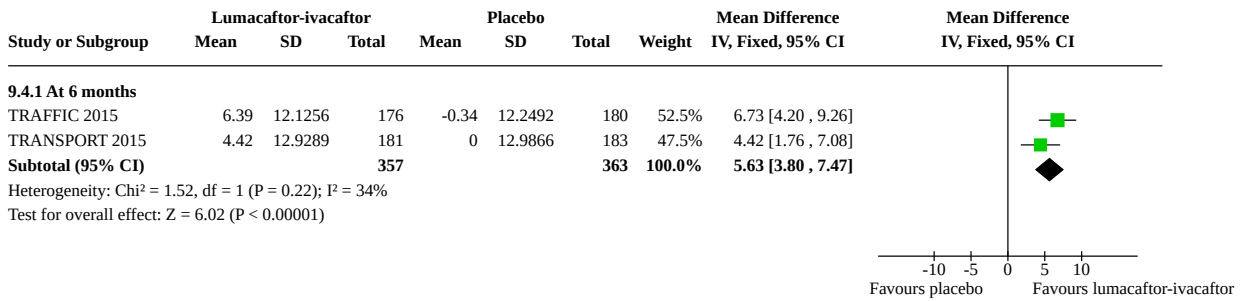 Lumacaftor-ivacaftor Placebo Mean Difference Mean Difference
Study or Subgroup Mean SD Total Mean SD Total Weight IV, Fixed, 95% CI IV, Fixed, 95% CI
9.4.1 At 6 months
TRAFFIC 2015 6.39 12.1256 176 -0.34 12.2492 180 52.5% 6.73 [4.20 , 9.26]
TRANSPORT 2015 4.42 12.9289 181 0 12.9866 183 47.5% 4.42 [1.76 , 7.08]
Subtotal (95% CI) 357 363 100.0% 5.63 [3.80 , 7.47]
Heterogeneity: Chi² = 1.52, df = 1 (P = 0.22); I² = 34%
Test for overall effect: Z = 6.02 (P < 0.00001)
-10 -5 0 5 10
Favours placebo Favours lumacaftor-ivacaftor